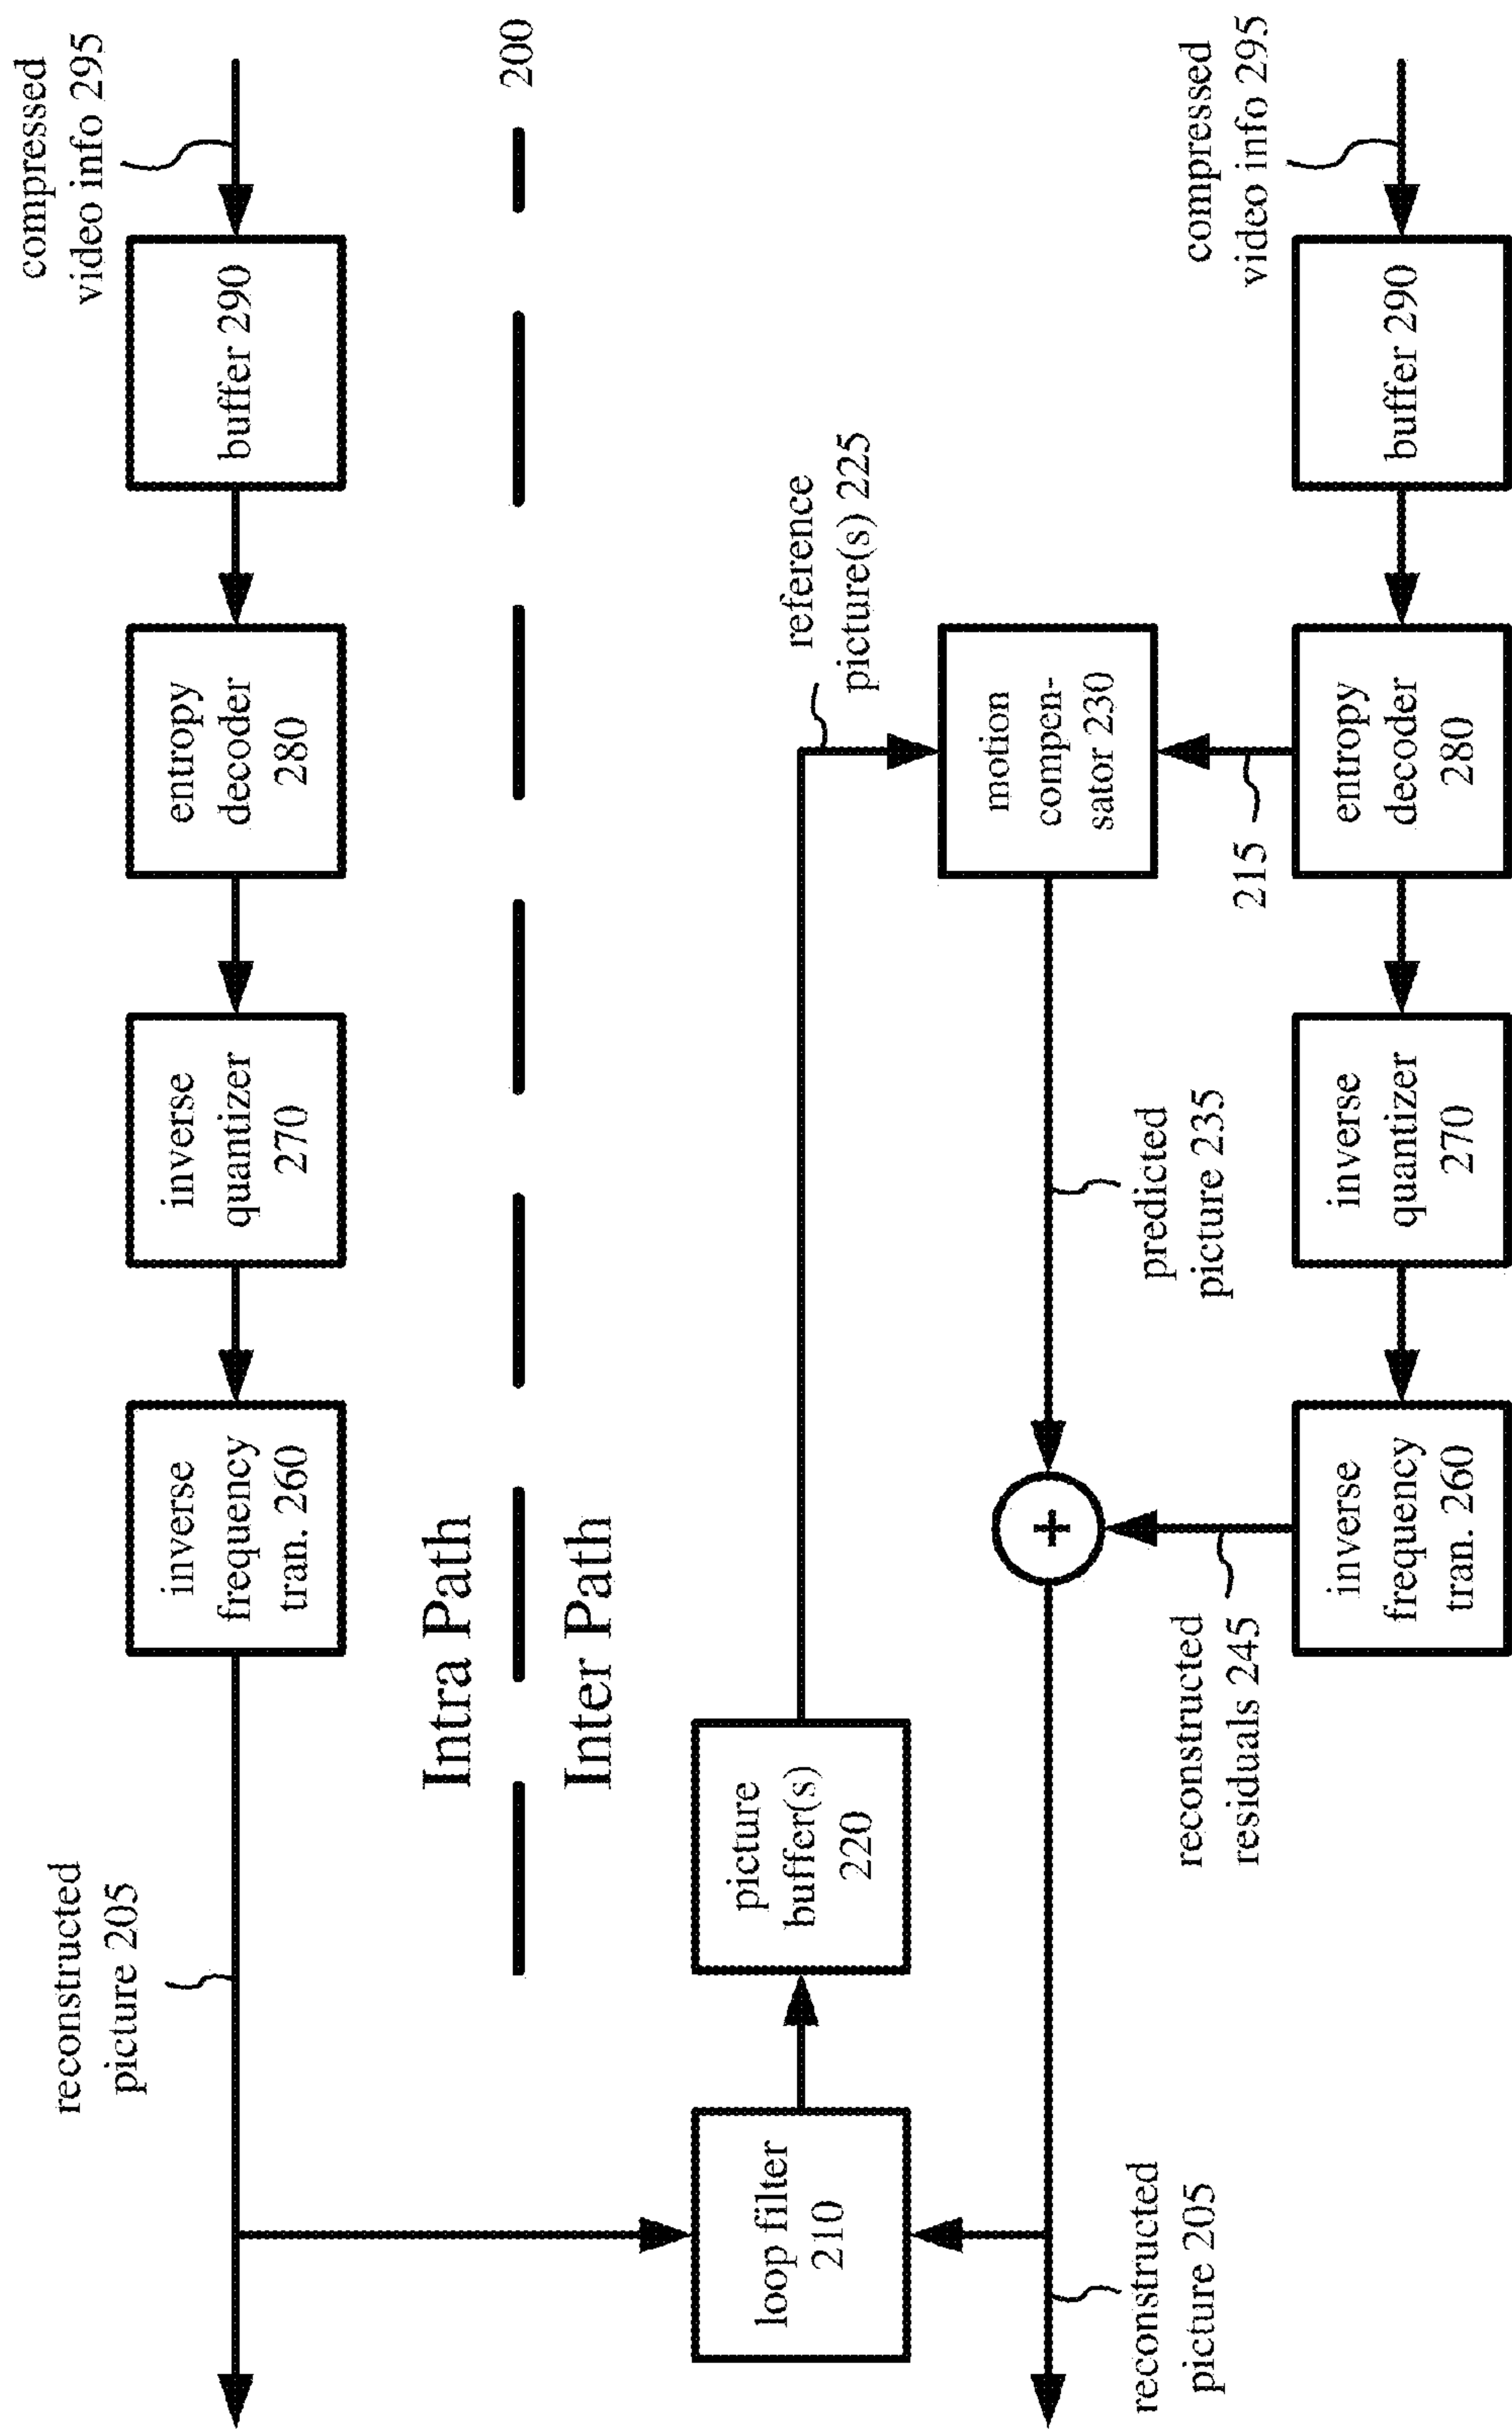 reconstructed
picture 205
inverse
frequency
tran. 260
inverse
quantizer
270
entropy
decoder
280
buffer 290
compressed
video info 295
Intra Path
200
Inter Path
loop filter
210
picture
buffer(s)
220
reference
picture(s) 225
motion
compen-
sator 230
predicted
picture 235
+
215
reconstructed
picture 205
reconstructed
residuals 245
inverse
frequency
tran. 260
inverse
quantizer
270
entropy
decoder
280
buffer 290
compressed
video info 295